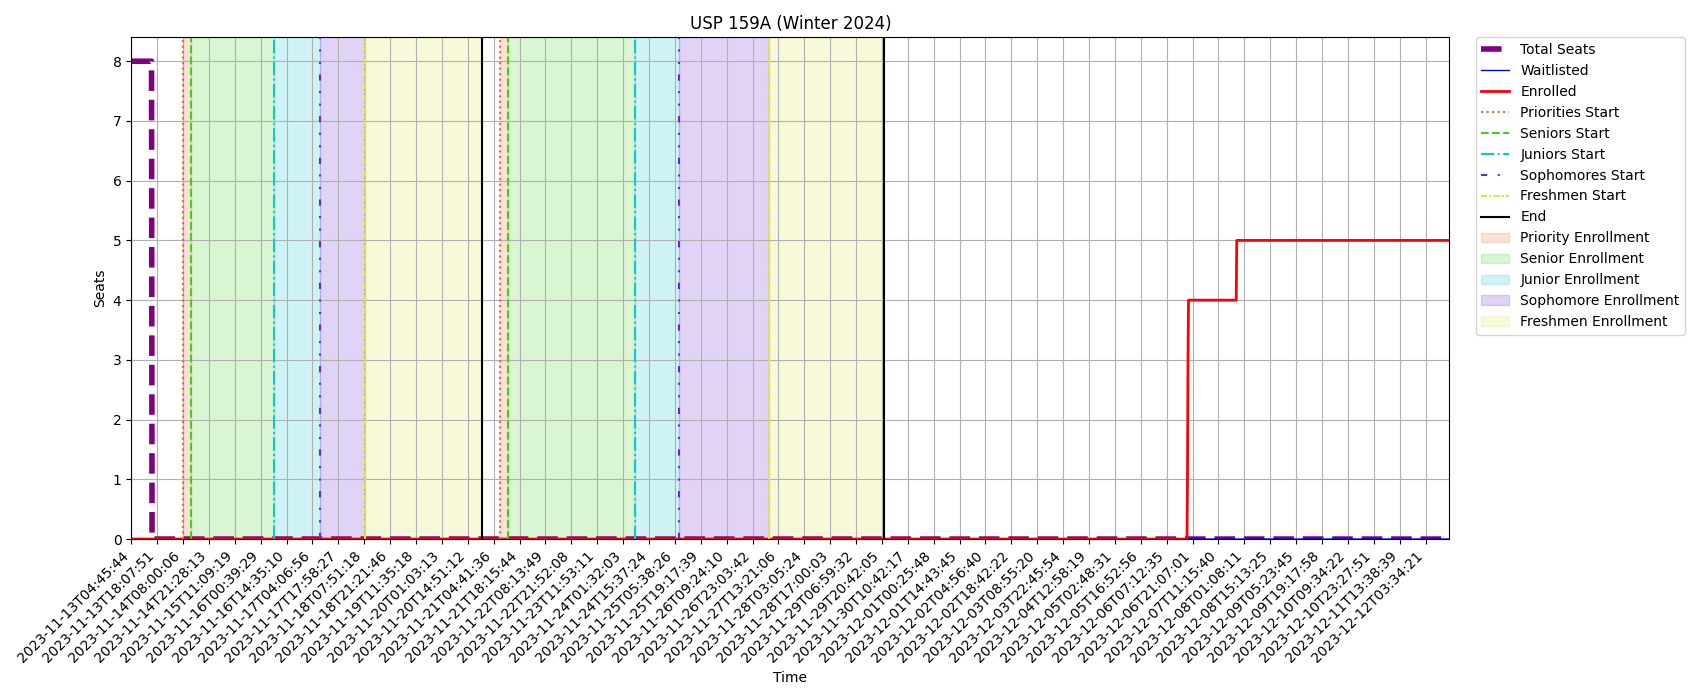 USP 159A (Winter 2024)
Seats
8
7
6
5
4
3
2
1
0
2023-11-13T04:45:44
2023-11-13T18:07:51
2023-11-14T08:00:06
2023-11-14T21:28:13
2023-11-15T11:09:19
2023-11-16T00:39:29
2023-11-16T14:35:10
2023-11-17T04:06:56
2023-11-17T17:58:27
2023-11-18T07:51:18
2023-11-18T21:21:46
2023-11-19T11:35:18
2023-11-20T01:03:13
2023-11-20T14:51:12
2023-11-21T04:41:36
2023-11-21T18:15:44
2023-11-22T08:13:49
2023-11-22T21:52:08
2023-11-23T11:53:11
2023-11-24T01:32:03
2023-11-24T15:37:24
2023-11-25T05:38:26
2023-11-25T19:17:39
2023-11-26T09:24:10
2023-11-26T23:03:42
2023-11-27T13:21:06
2023-11-28T03:05:24
2023-11-28T17:00:03
2023-11-29T06:59:32
2023-11-29T20:42:05
2023-11-30T10:42:17
2023-12-01T00:25:48
2023-12-01T14:43:45
2023-12-02T04:56:40
2023-12-02T18:42:22
2023-12-03T08:55:20
2023-12-03T22:45:54
2023-12-04T12:58:19
2023-12-05T02:48:31
2023-12-05T16:52:56
2023-12-06T07:12:35
2023-12-06T21:07:01
2023-12-07T11:15:40
2023-12-08T01:08:11
2023-12-08T15:13:25
2023-12-09T05:23:45
2023-12-09T19:17:58
2023-12-10T09:34:22
2023-12-10T23:27:51
2023-12-11T13:38:39
2023-12-12T03:34:21
Time
Total Seats
Waitlisted
Enrolled
Priorities Start
Seniors Start
Juniors Start
Sophomores Start
Freshmen Start
End
Priority Enrollment
Senior Enrollment
Junior Enrollment
Sophomore Enrollment
Freshmen Enrollment